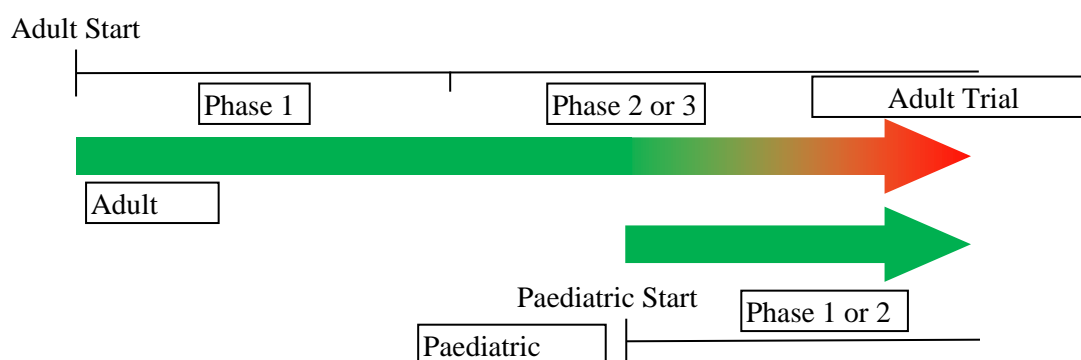 Adult Start
Phase 1
Phase 2 or 3
Adult Trial
Adult
Paediatric Start
Phase 1 or 2
Paediatric